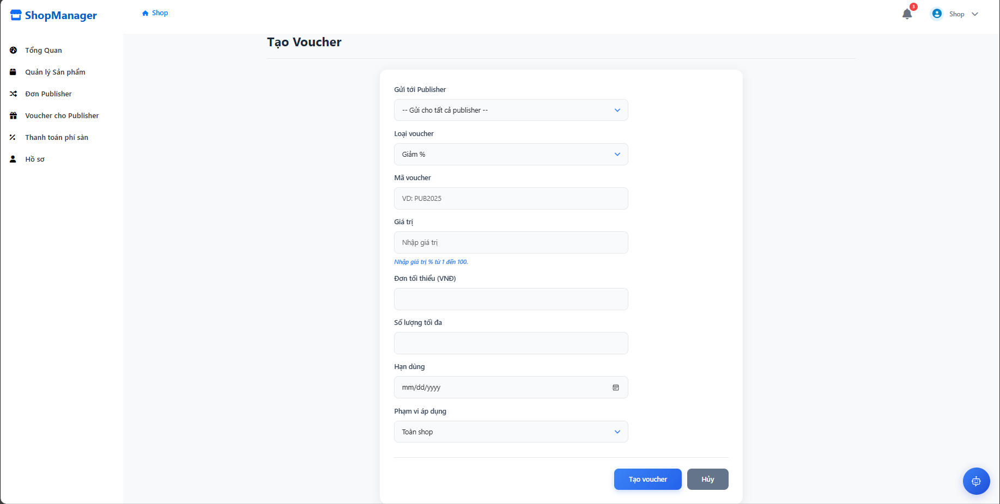 ShopManager
Shop
3
Shop
Tổng Quan
Quản lý Sản phẩm
Đơn Publisher
Voucher cho Publisher
Thanh toán phí sàn
Hồ sơ
Tạo Voucher
Gửi tới Publisher
-- Gửi cho tất cả publisher --
Loại voucher
Giảm %
Mã voucher
VD: PUB2025
Giá trị
Nhập giá trị
Nhập giá trị % từ 1 đến 100.
Đơn tối thiểu (VNĐ)
Số lượng tối đa
Hạn dùng
mm/dd/yyyy
Phạm vi áp dụng
Toàn shop
Tạo voucher
Hủy